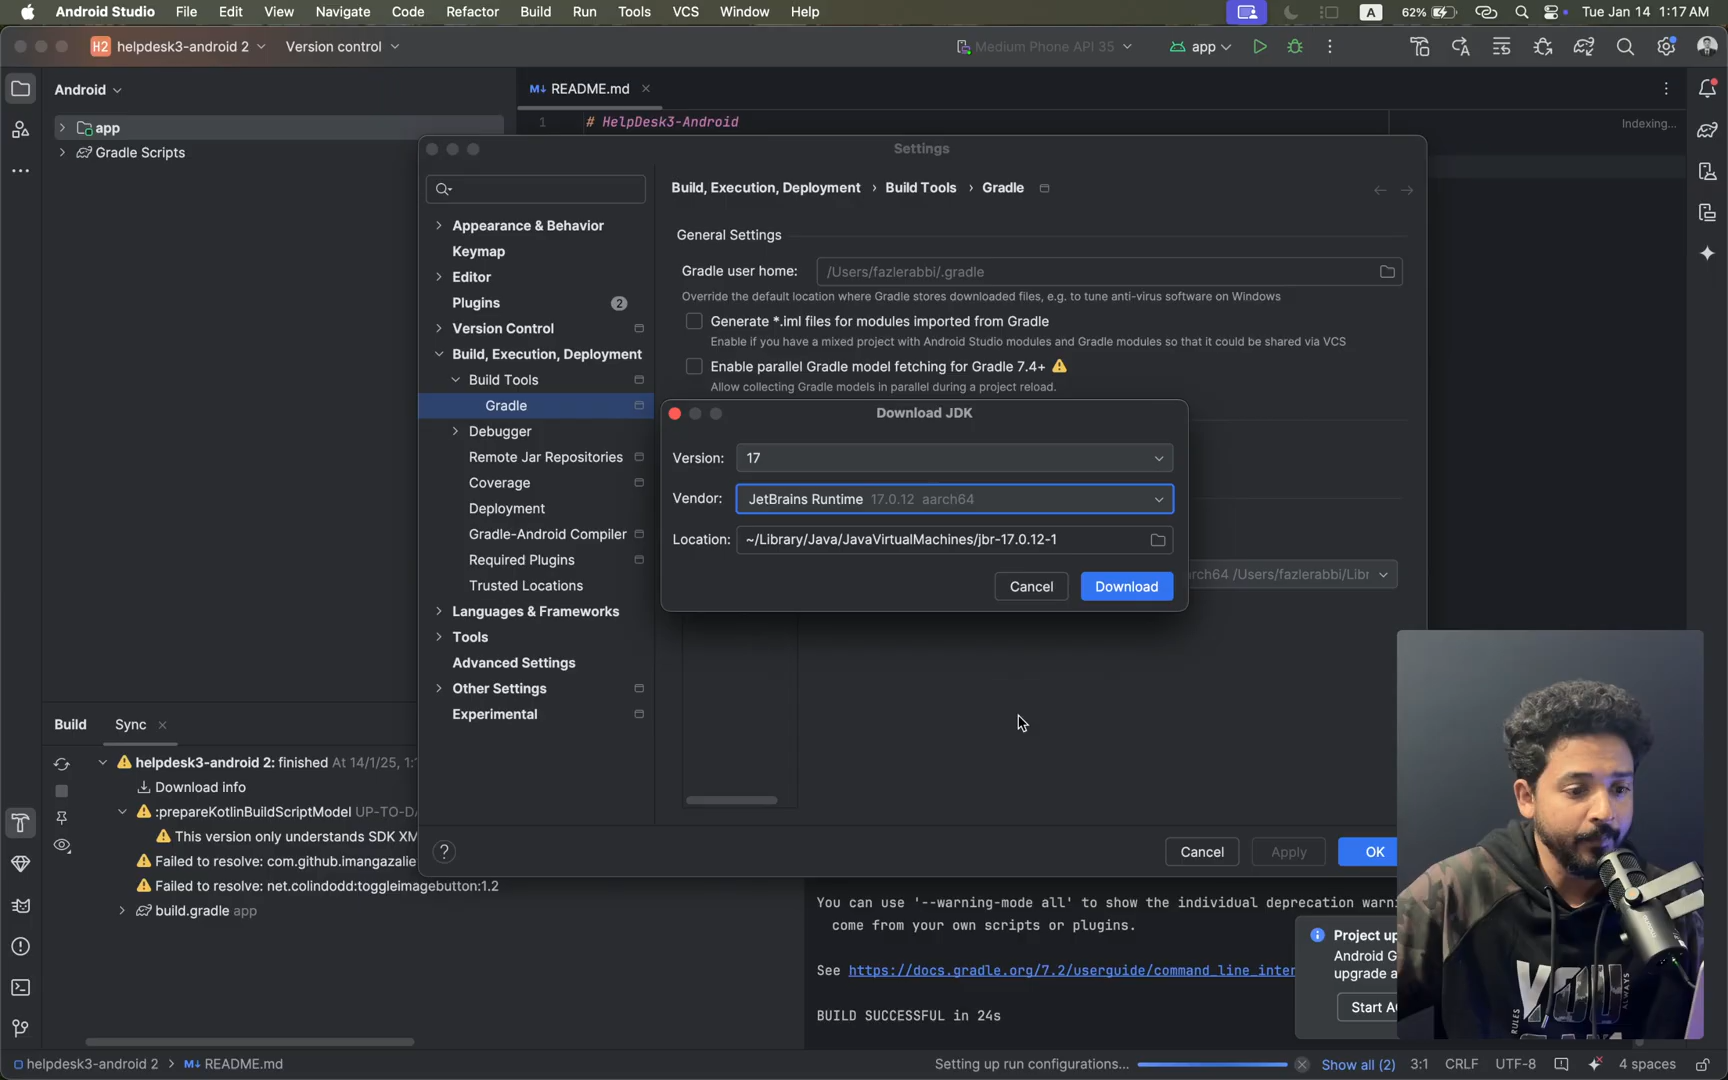 Android Studio File Edit View Navigate Code Refactor Build Run Tools VCS Window Help
A 62% Tue Jan 14 1:17 AM
H2 helpdesk3-android 2 Version control Medium Phone API 35 app
Android
README.md
app
1 # HelpDesk3-Android
Indexing...
Gradle Scripts
Settings
Build, Execution, Deployment › Build Tools › Gradle
Appearance & Behavior
Keymap
Editor
Plugins 2
Version Control
Build, Execution, Deployment
Build Tools
Gradle
Debugger
Remote Jar Repositories
Coverage
Deployment
Gradle-Android Compiler
Required Plugins
Trusted Locations
Languages & Frameworks
Tools
Advanced Settings
Other Settings
Experimental
General Settings
Gradle user home: /Users/fazlerabbi/.gradle
Override the default location where Gradle stores downloaded files, e.g. to tune anti-virus software on Windows
Generate *.iml files for modules imported from Gradle
Enable if you have a mixed project with Android Studio modules and Gradle modules so that it could be shared via VCS
Enable parallel Gradle model fetching for Gradle 7.4+
Allow collecting Gradle models in parallel during a project reload.
Download JDK
Version: 17
Vendor: JetBrains Runtime 17.0.12 aarch64
Location: ~/Library/Java/JavaVirtualMachines/jbr-17.0.12-1
Cancel Download
rch64 /Users/fazlerabbi/Libr
? Cancel Apply OK
Build Sync
helpdesk3-android 2: finished At 14/1/25, 1:
Download info
:prepareKotlinBuildScriptModel UP-TO-DA
This version only understands SDK XM
Failed to resolve: com.github.imangazalie
Failed to resolve: net.colindodd:toggleimagebutton:1.2
build.gradle app
You can use '--warning-mode all' to show the individual deprecation warni
come from your own scripts or plugins.
See https://docs.gradle.org/7.2/userguide/command_line_inter
BUILD SUCCESSFUL in 24s
Project up
Android G
upgrade a
Start A
YOU
ALWAYS
RULES
helpdesk3-android 2 › README.md
Setting up run configurations... Show all (2) 3:1 CRLF UTF-8 4 spaces